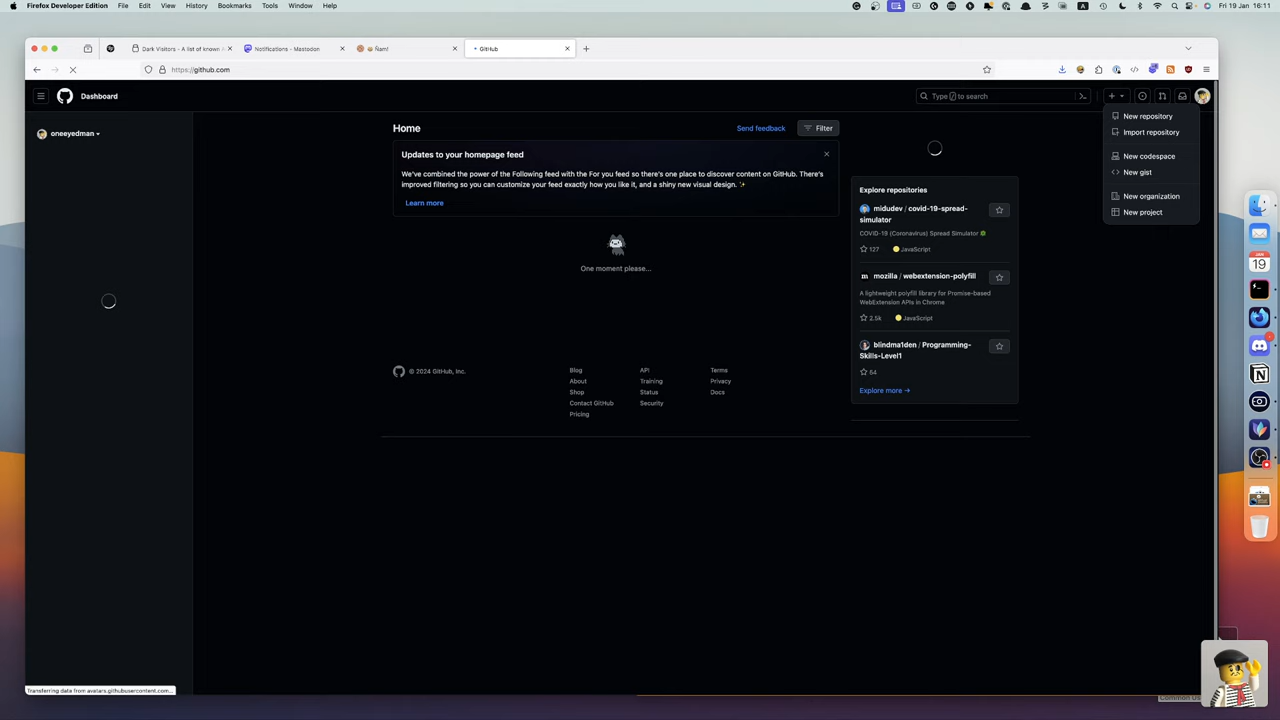 Firefox Developer Edition File Edit View History Bookmarks Tools Window Help
Fri 19 Jan 16:11
Dark Visitors - A list of known A
Notifications – Mastodon
Ñam!
GitHub
https://github.com
Dashboard
Type / to search
oneeyedman
Home
Send feedback
Filter
New repository
Import repository
New codespace
New gist
New organization
New project
Updates to your homepage feed
We've combined the power of the Following feed with the For you feed so there's one place to discover content on GitHub. There's
improved filtering so you can customize your feed exactly how you like it, and a shiny new visual design. ✨
Learn more
One moment please...
Explore repositories
midudev / covid-19-spread-
simulator
COVID-19 (Coronavirus) Spread Simulator
127 JavaScript
m mozilla / webextension-polyfill
A lightweight polyfill library for Promise-based
WebExtension APIs in Chrome
2.5k JavaScript
blindma1den / Programming-
Skills-Level1
64
Explore more →
© 2024 GitHub, Inc.
Blog
About
Shop
Contact GitHub
Pricing
API
Training
Status
Security
Terms
Privacy
Docs
JAN
19
Transferring data from avatars.githubusercontent.com...